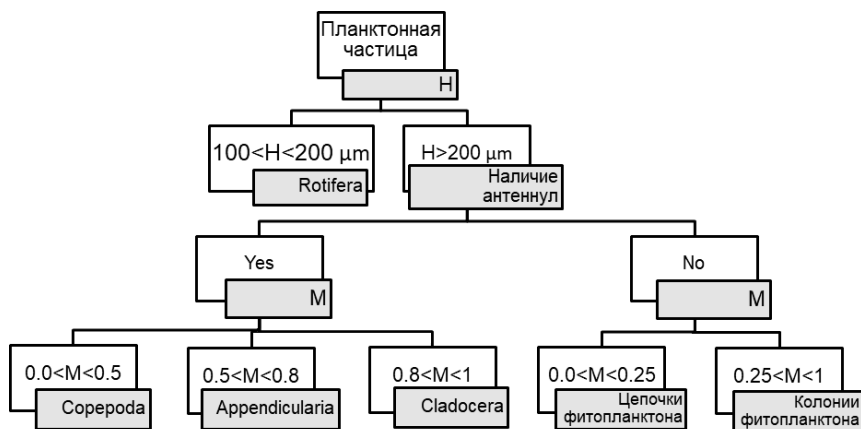 Планктонная
частица
H
100<H<200 µm
Rotifera
H>200 µm
Наличие
антеннул
Yes
M
No
M
0.0<M<0.5
Copepoda
0.5<M<0.8
Appendicularia
0.8<M<1
Cladocera
0.0<M<0.25
Цепочки
фитопланктона
0.25<M<1
Колонии
фитопланктона